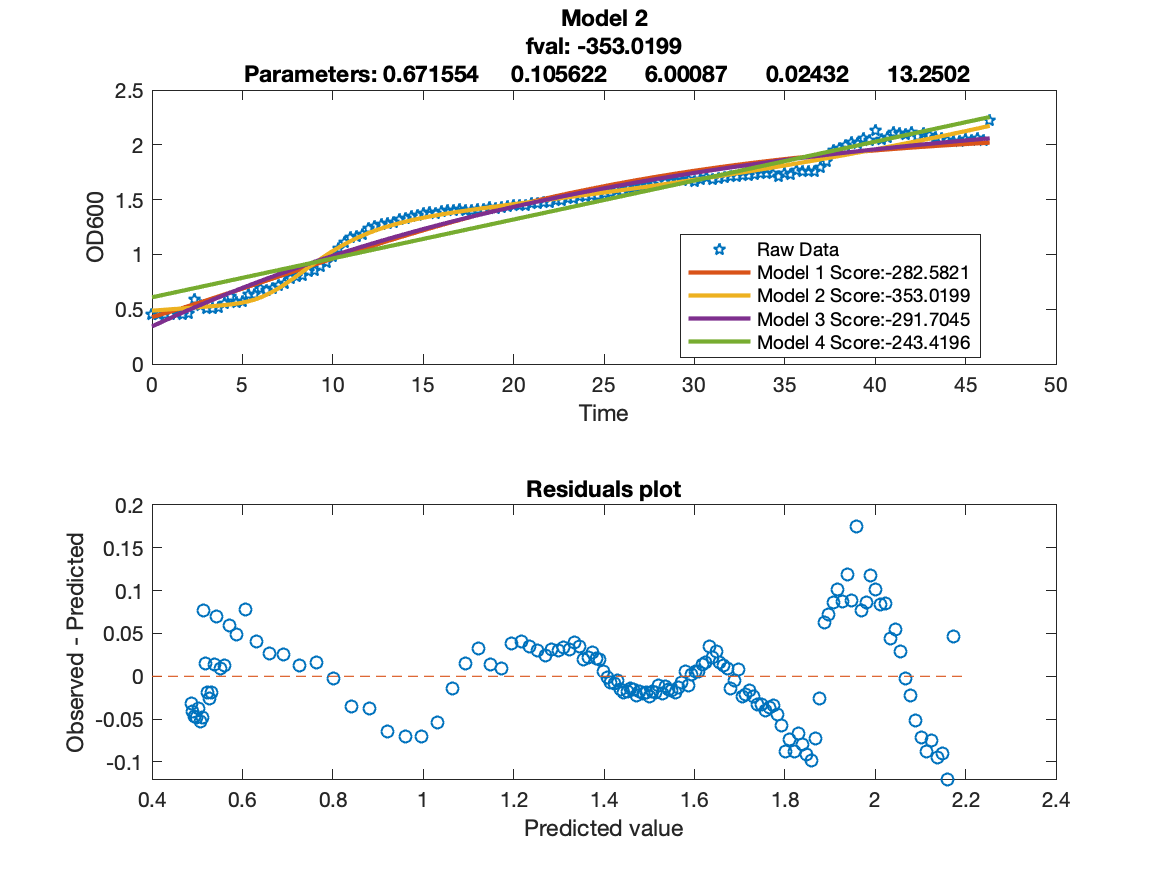 Model 2
fval: -353.0199
Parameters: 0.671554 0.105622 6.00087 0.02432 13.2502
2.5
2
1.5
1
0.5
0
OD600
Raw Data
Model 1 Score:-282.5821
Model 2 Score:-353.0199
Model 3 Score:-291.7045
Model 4 Score:-243.4196
0 5 10 15 20 25 30 35 40 45 50
Time
Residuals plot
0.2
0.15
0.1
0.05
0
-0.05
-0.1
Observed - Predicted
0.4 0.6 0.8 1 1.2 1.4 1.6 1.8 2 2.2 2.4
Predicted value